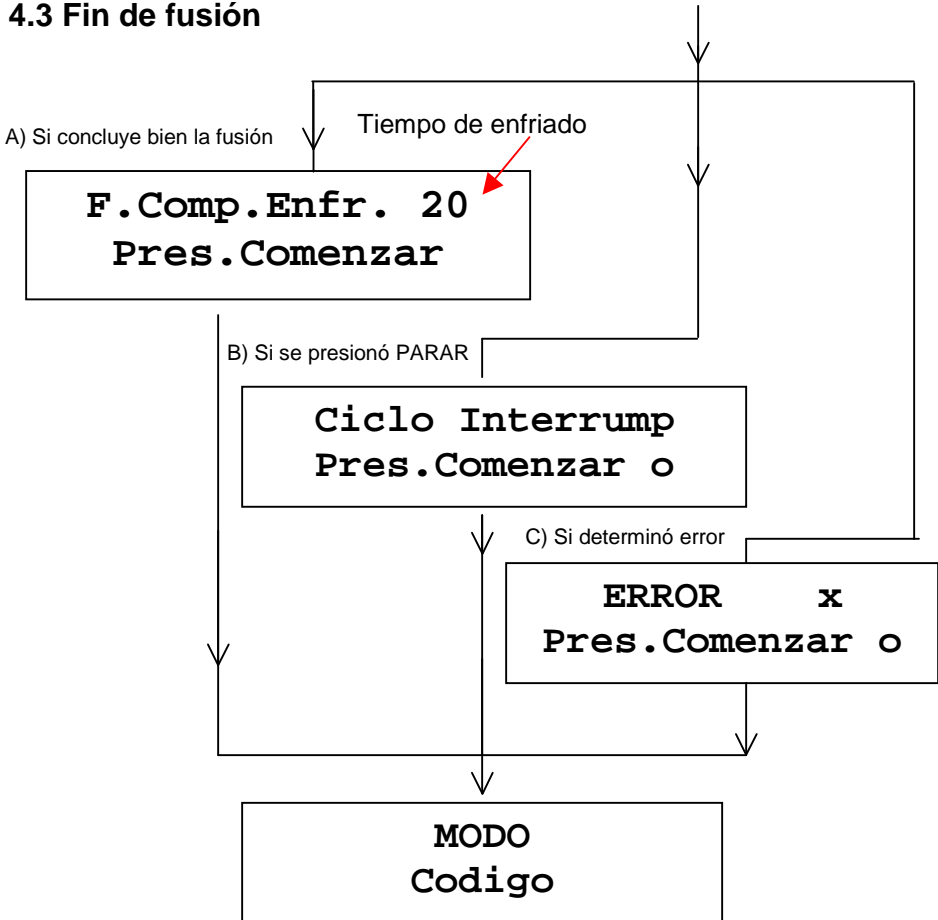 4.3 Fin de fusión
A) Si concluye bien la fusión
Tiempo de enfriado
F.Comp.Enfr. 20
Pres.Comenzar
B) Si se presionó PARAR
Ciclo Interrump
Pres.Comenzar o
C) Si determinó error
ERROR x
Pres.Comenzar o
MODO
Codigo